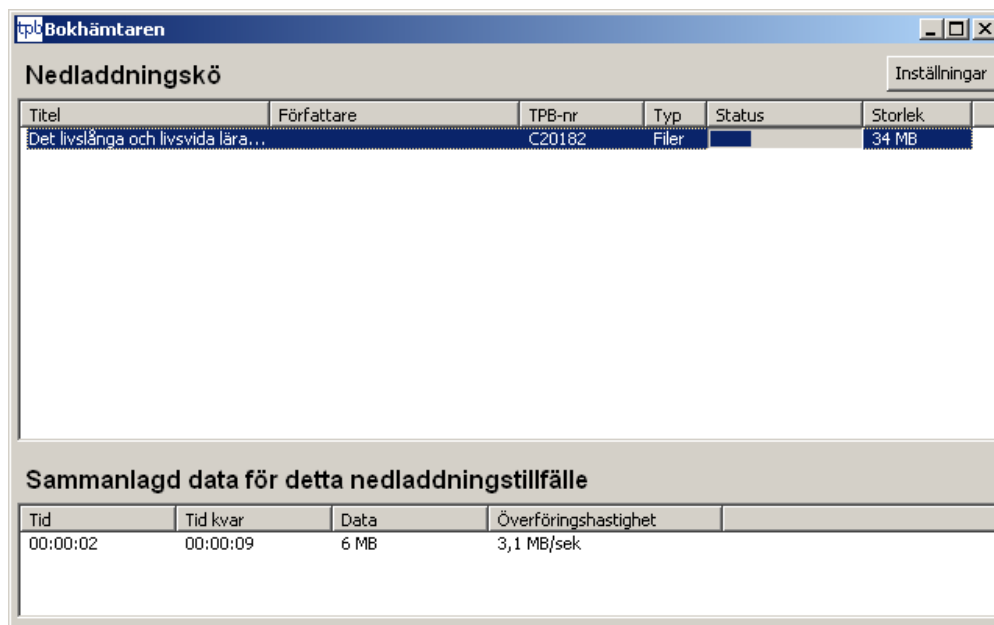 tpb Bokhämtaren
Nedladdningskö
Inställningar
Titel Författare TPB-nr Typ Status Storlek
Det livslånga och livsvida lära... C20182 Filer 34 MB
Sammanlagd data för detta nedladdningstillfälle
Tid Tid kvar Data Överföringshastighet
00:00:02 00:00:09 6 MB 3,1 MB/sek